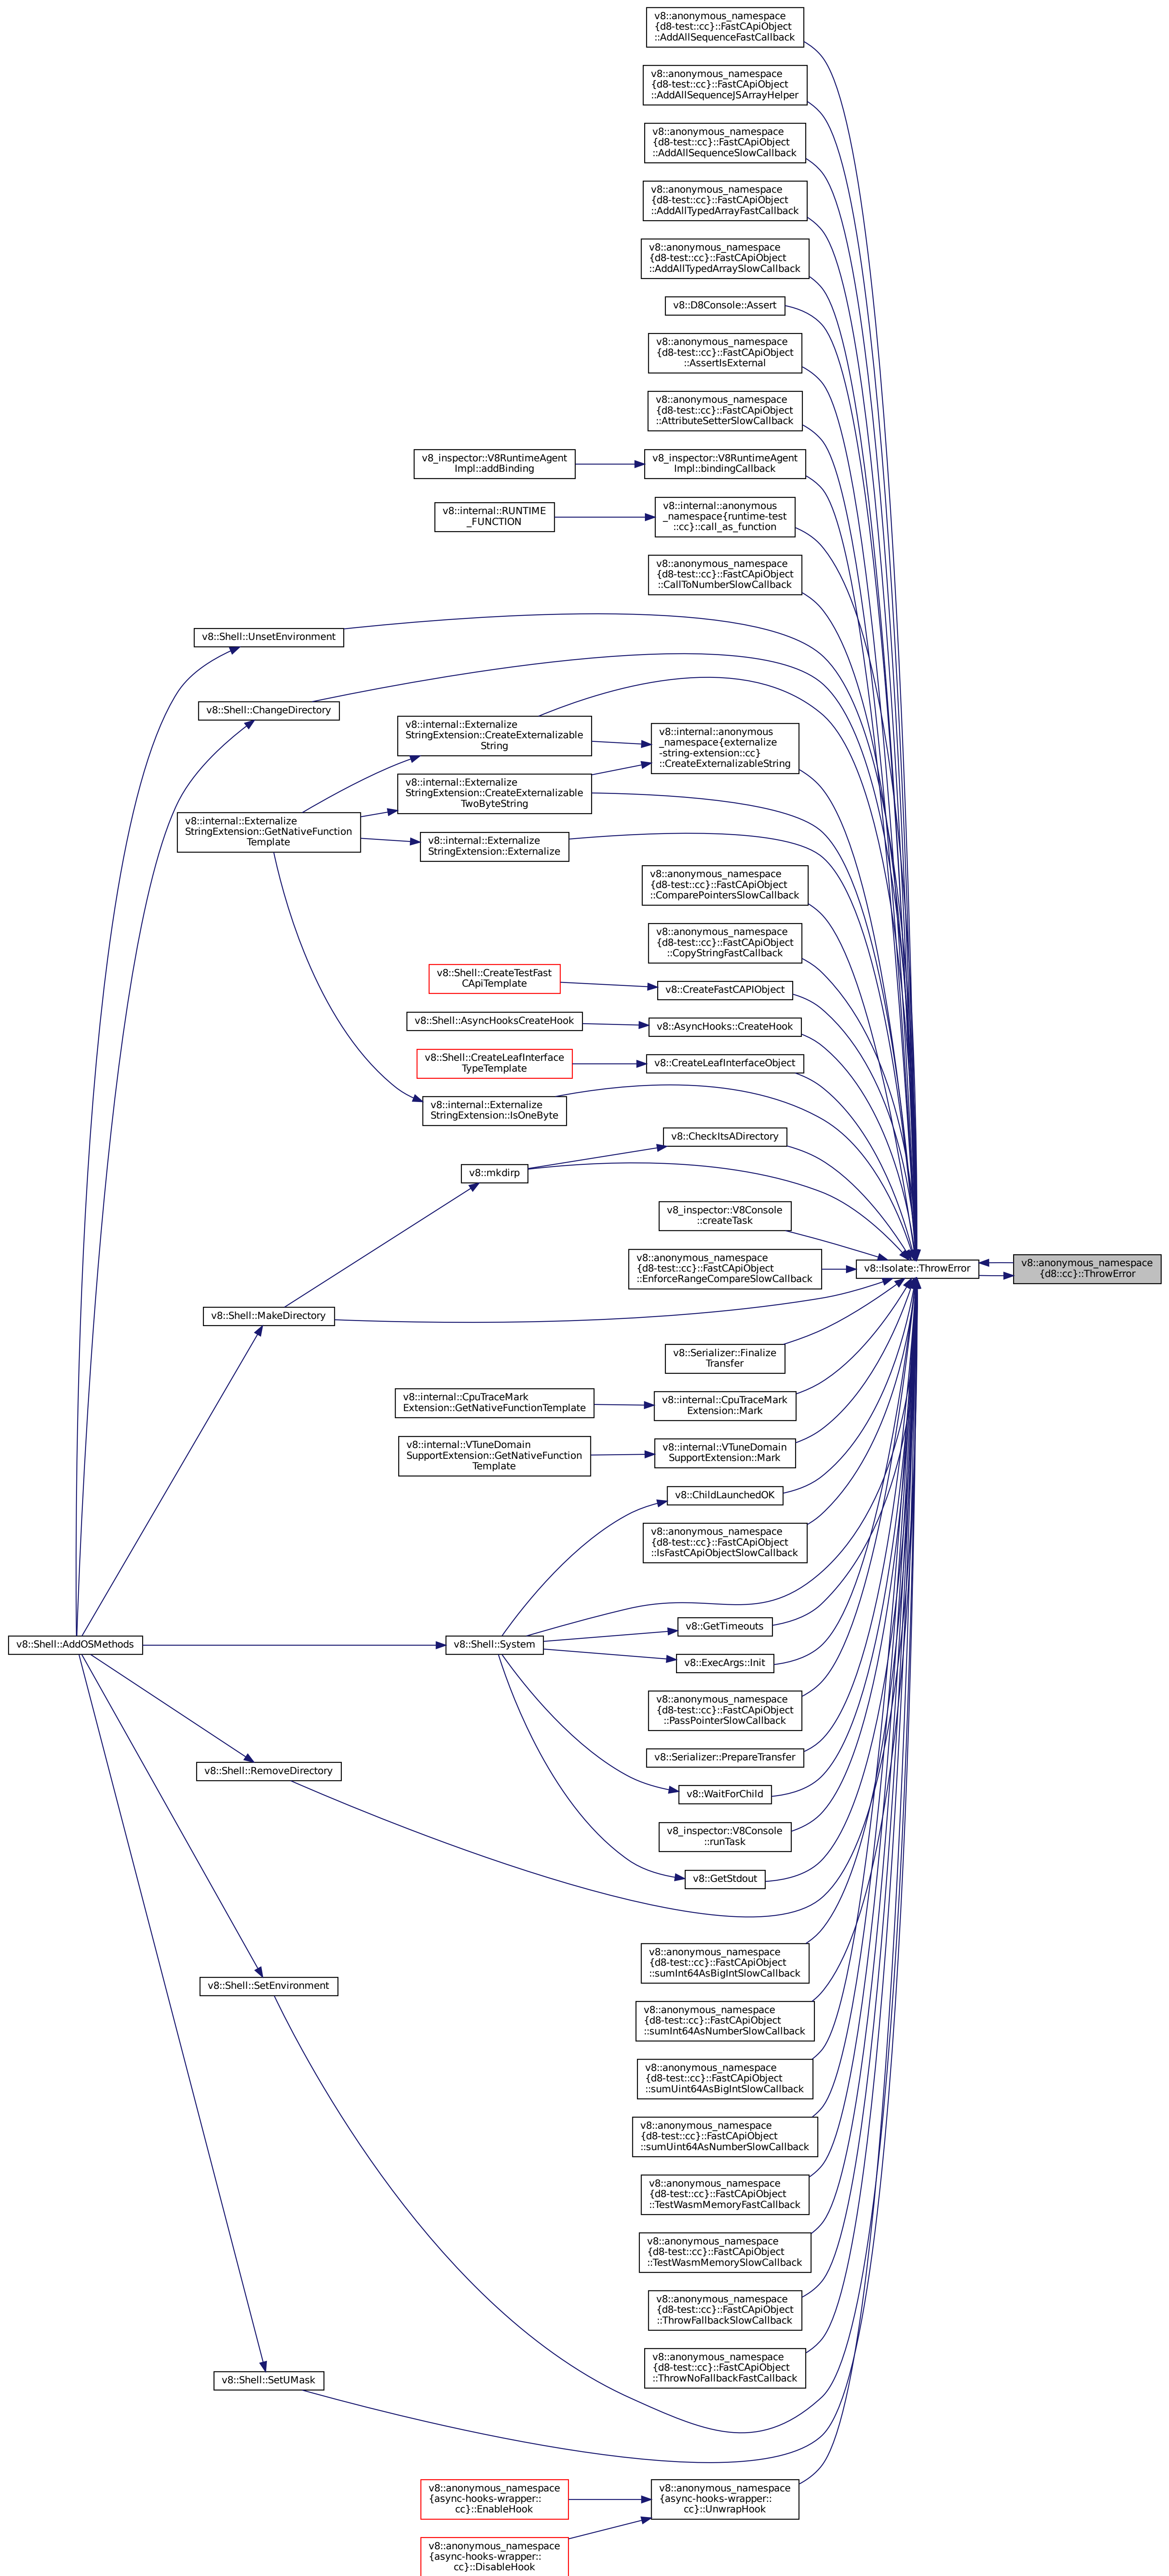 v8::anonymous_namespace
{d8-test::cc}::FastCApiObject
::AddAllSequenceFastCallback
v8::anonymous_namespace
{d8-test::cc}::FastCApiObject
::AddAllSequenceJSArrayHelper
v8::anonymous_namespace
{d8-test::cc}::FastCApiObject
::AddAllSequenceSlowCallback
v8::anonymous_namespace
{d8-test::cc}::FastCApiObject
::AddAllTypedArrayFastCallback
v8::anonymous_namespace
{d8-test::cc}::FastCApiObject
::AddAllTypedArraySlowCallback
v8::D8Console::Assert
v8::anonymous_namespace
{d8-test::cc}::FastCApiObject
::AssertIsExternal
v8::anonymous_namespace
{d8-test::cc}::FastCApiObject
::AttributeSetterSlowCallback
v8_inspector::V8RuntimeAgent
Impl::addBinding
v8_inspector::V8RuntimeAgent
Impl::bindingCallback
v8::internal::RUNTIME
_FUNCTION
v8::internal::anonymous
_namespace{runtime-test
::cc}::call_as_function
v8::anonymous_namespace
{d8-test::cc}::FastCApiObject
::CallToNumberSlowCallback
v8::Shell::UnsetEnvironment
v8::Shell::ChangeDirectory
v8::internal::Externalize
StringExtension::CreateExternalizable
String
v8::internal::anonymous
_namespace{externalize
-string-extension::cc}
::CreateExternalizableString
v8::internal::Externalize
StringExtension::CreateExternalizable
TwoByteString
v8::internal::Externalize
StringExtension::GetNativeFunction
Template
v8::internal::Externalize
StringExtension::Externalize
v8::anonymous_namespace
{d8-test::cc}::FastCApiObject
::ComparePointersSlowCallback
v8::anonymous_namespace
{d8-test::cc}::FastCApiObject
::CopyStringFastCallback
v8::Shell::CreateTestFast
CApiTemplate
v8::CreateFastCAPIObject
v8::Shell::AsyncHooksCreateHook
v8::AsyncHooks::CreateHook
v8::Shell::CreateLeafInterface
TypeTemplate
v8::CreateLeafInterfaceObject
v8::internal::Externalize
StringExtension::IsOneByte
v8::CheckItsADirectory
v8::mkdirp
v8_inspector::V8Console
::createTask
v8::anonymous_namespace
{d8-test::cc}::FastCApiObject
::EnforceRangeCompareSlowCallback
v8::Isolate::ThrowError
v8::anonymous_namespace
{d8::cc}::ThrowError
v8::Shell::MakeDirectory
v8::Serializer::Finalize
Transfer
v8::internal::CpuTraceMark
Extension::GetNativeFunctionTemplate
v8::internal::CpuTraceMark
Extension::Mark
v8::internal::VTuneDomain
SupportExtension::GetNativeFunction
Template
v8::internal::VTuneDomain
SupportExtension::Mark
v8::ChildLaunchedOK
v8::anonymous_namespace
{d8-test::cc}::FastCApiObject
::IsFastCApiObjectSlowCallback
v8::Shell::AddOSMethods
v8::Shell::System
v8::GetTimeouts
v8::ExecArgs::Init
v8::anonymous_namespace
{d8-test::cc}::FastCApiObject
::PassPointerSlowCallback
v8::Serializer::PrepareTransfer
v8::Shell::RemoveDirectory
v8::WaitForChild
v8_inspector::V8Console
::runTask
v8::GetStdout
v8::anonymous_namespace
{d8-test::cc}::FastCApiObject
::sumInt64AsBigIntSlowCallback
v8::Shell::SetEnvironment
v8::anonymous_namespace
{d8-test::cc}::FastCApiObject
::sumInt64AsNumberSlowCallback
v8::anonymous_namespace
{d8-test::cc}::FastCApiObject
::sumUint64AsBigIntSlowCallback
v8::anonymous_namespace
{d8-test::cc}::FastCApiObject
::sumUint64AsNumberSlowCallback
v8::anonymous_namespace
{d8-test::cc}::FastCApiObject
::TestWasmMemoryFastCallback
v8::anonymous_namespace
{d8-test::cc}::FastCApiObject
::TestWasmMemorySlowCallback
v8::anonymous_namespace
{d8-test::cc}::FastCApiObject
::ThrowFallbackSlowCallback
v8::anonymous_namespace
{d8-test::cc}::FastCApiObject
::ThrowNoFallbackFastCallback
v8::Shell::SetUMask
v8::anonymous_namespace
{async-hooks-wrapper::
cc}::EnableHook
v8::anonymous_namespace
{async-hooks-wrapper::
cc}::UnwrapHook
v8::anonymous_namespace
{async-hooks-wrapper::
cc}::DisableHook